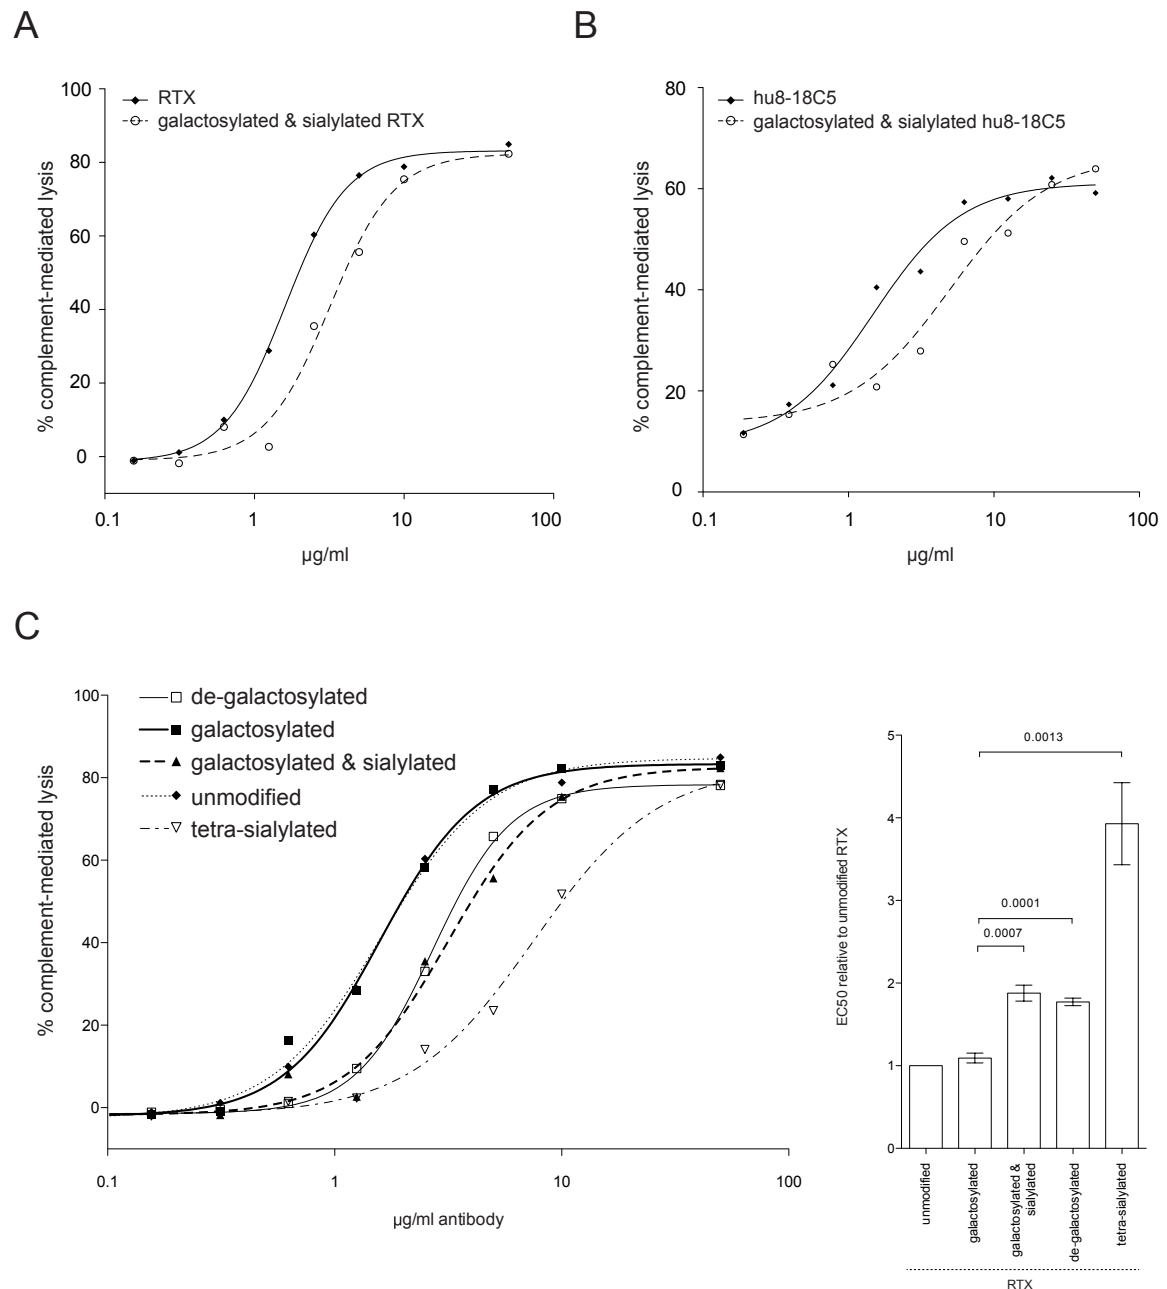 A
B
100
80
60
40
20
0
% complement-mediated lysis
RTX
galactosylated & sialylated RTX
0.1
1
10
100
µg/ml
80
60
40
20
0
% complement-mediated lysis
hu8-18C5
galactosylated & sialylated hu8-18C5
0.1
1
10
100
µg/ml
C
100
80
60
40
20
0
% complement-mediated lysis
de-galactosylated
galactosylated
galactosylated & sialylated
unmodified
tetra-sialylated
0.1
1
10
100
µg/ml antibody
5
4
3
2
1
0
EC50 relative to unmodified RTX
0.0013
0.0001
0.0007
unmodified
galactosylated
galactosylated &
sialylated
de-galactosylated
tetra-sialylated
RTX